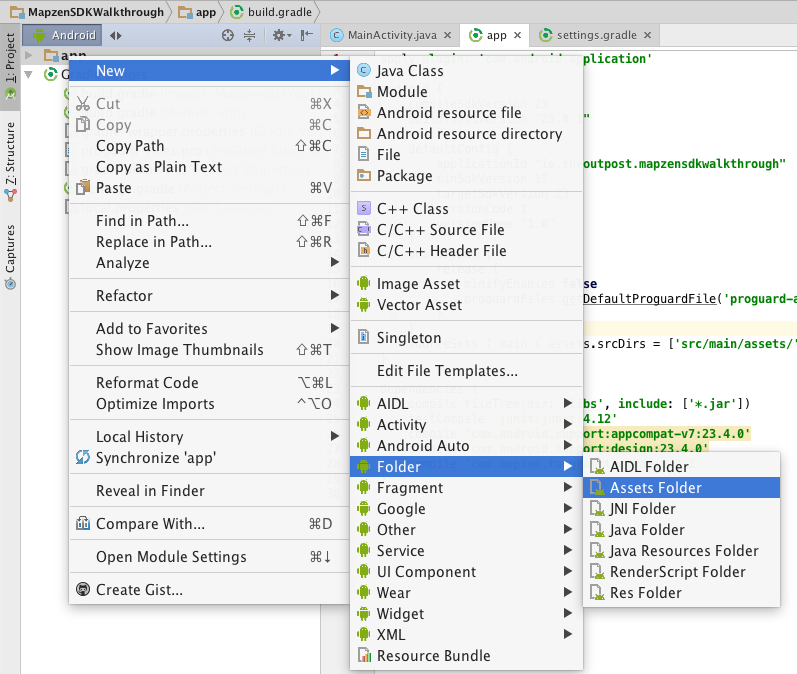 MapzenSDKWalkthrough app build.gradle
Android MainActivity.java app settings.gradle
1: Project
Z: Structure
Captures
app
New
Cut ⌘X
Copy ⌘C
Copy Path ⇧⌘C
Copy as Plain Text
Paste ⌘V
Find in Path... ⇧⌘F
Replace in Path... ⇧⌘R
Analyze
Refactor
Add to Favorites
Show Image Thumbnails ⇧⌘T
Reformat Code ⌥⌘L
Optimize Imports ⌃⌥O
Local History
Synchronize 'app'
Reveal in Finder
Compare With... ⌘D
Open Module Settings ⌘↓
Create Gist...
Java Class
Module
Android resource file
Android resource directory
File
Package
C++ Class
C/C++ Source File
C/C++ Header File
Image Asset
Vector Asset
Singleton
Edit File Templates...
AIDL
Activity
Android Auto
Folder
Fragment
Google
Other
Service
UI Component
Wear
Widget
XML
Resource Bundle
AIDL Folder
Assets Folder
JNI Folder
Java Folder
Java Resources Folder
RenderScript Folder
Res Folder
outpost.mapzensdkwalkthrough"
getDefaultProguardFile('proguard-a
.srcDirs = ['src/main/assets/'
bs', include: ['*.jar'])
4.12'
ort:appcompat-v7:23.4.0'
ort:design:23.4.0'